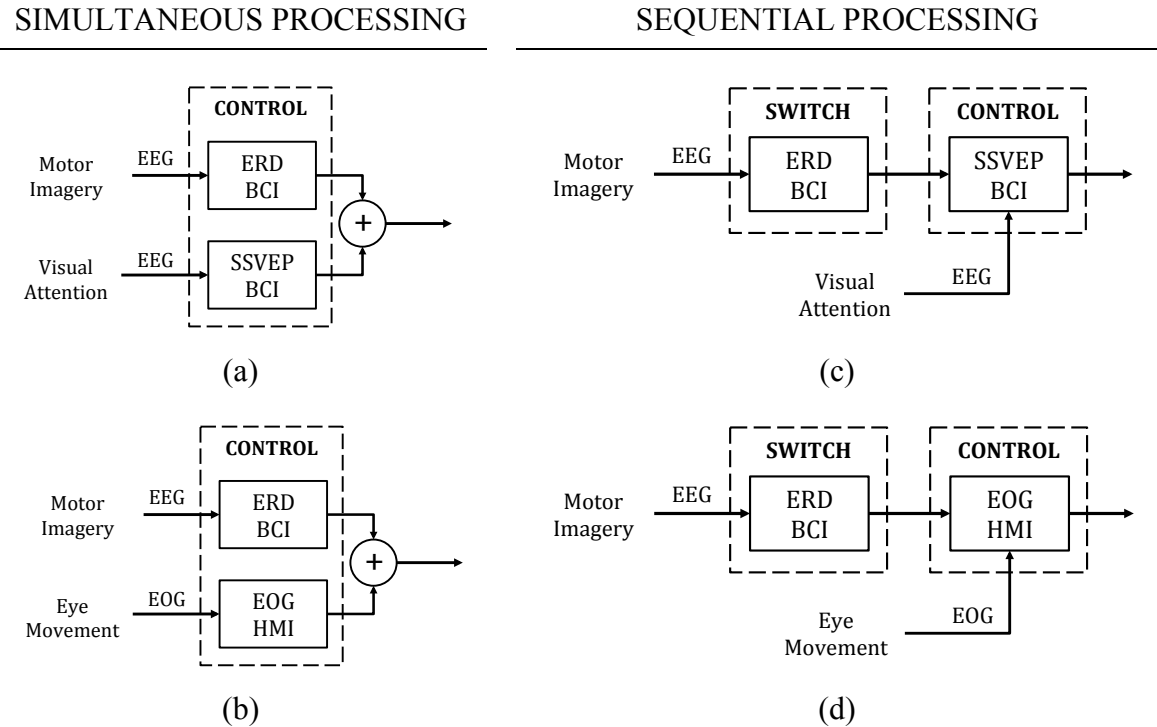 SIMULTANEOUS PROCESSING
CONTROL
Motor
Imagery
EEG
ERD
BCI
+
Visual
Attention
EEG
SSVEP
BCI
(a)
CONTROL
Motor
Imagery
EEG
ERD
BCI
+
Eye
Movement
EOG
EOG
HMI
(b)
SEQUENTIAL PROCESSING
SWITCH
CONTROL
Motor
Imagery
EEG
ERD
BCI
SSVEP
BCI
Visual
Attention
EEG
(c)
SWITCH
CONTROL
Motor
Imagery
EEG
ERD
BCI
EOG
HMI
Eye
Movement
EOG
(d)